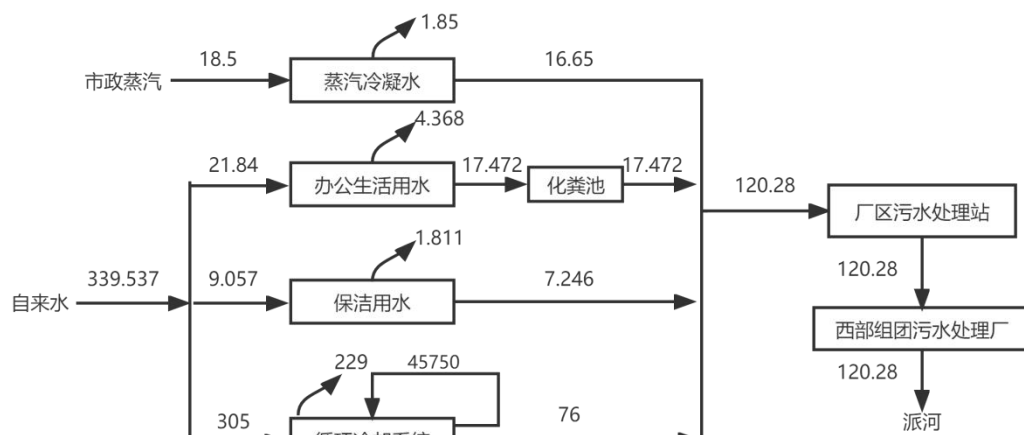 1.85
18.5
16.65
市政蒸汽
蒸汽冷凝水
4.368
21.84
17.472
17.472
办公生活用水
化粪池
120.28
厂区污水处理站
1.811
339.537
9.057
7.246
120.28
自来水
保洁用水
西部组团污水处理厂
229
45750
120.28
305
76
派河